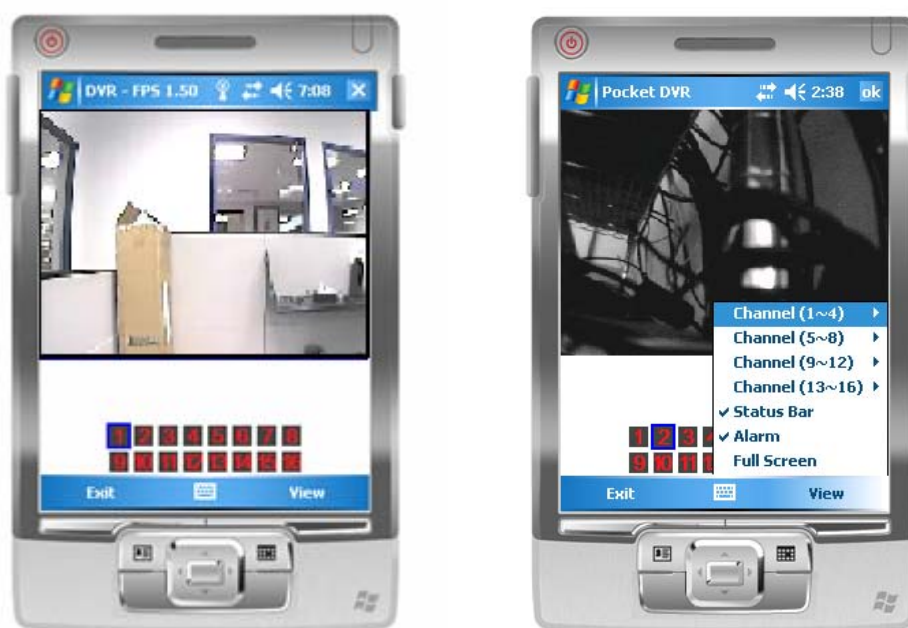 DVR - FPS 1.50 7:08
1 2 3 4 5 6 7 8
9 10 11 12 13 14 15 16
Exit View
Pocket DVR 2:38 ok
Channel (1~4)
Channel (5~8)
Channel (9~12)
Channel (13~16)
Status Bar
1 2 3
Alarm
9 10 11
Full Screen
Exit View